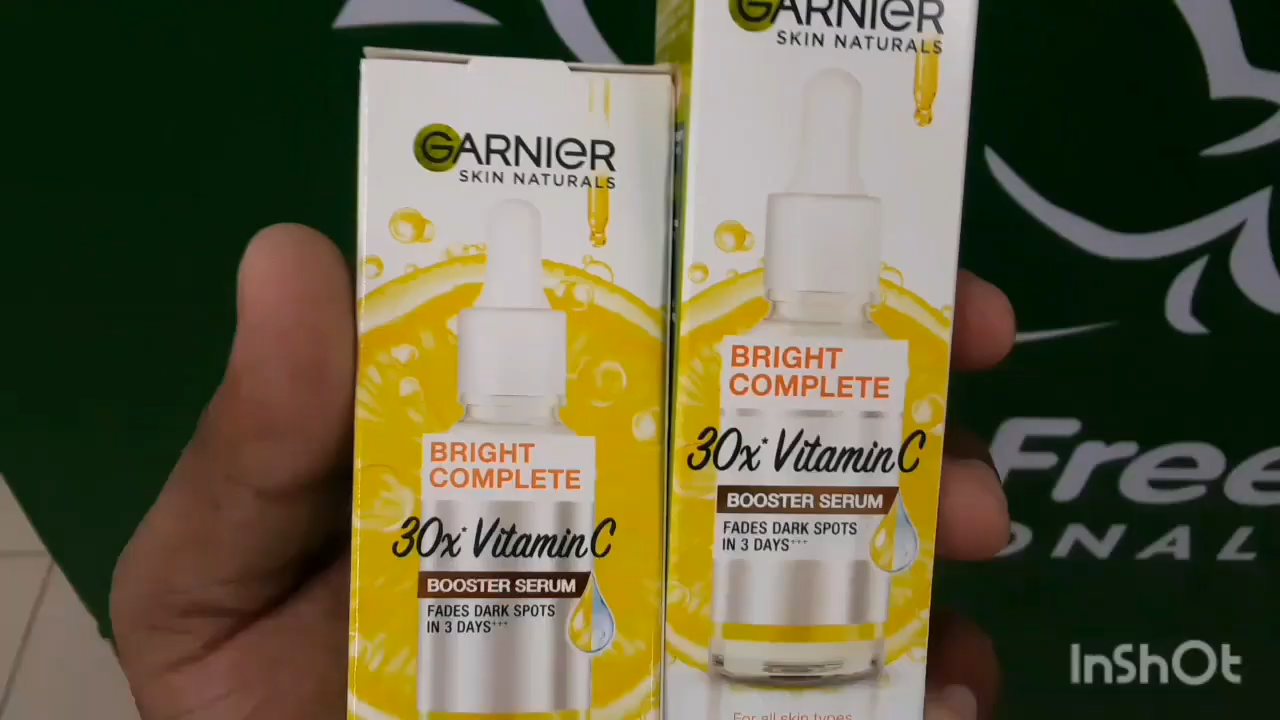 GARNIER
SKIN NATURALS
BRIGHT
COMPLETE
30x* Vitamin C
BOOSTER SERUM
FADES DARK SPOTS
IN 3 DAYS+++
GARNIER
SKIN NATURALS
BRIGHT
COMPLETE
30x* Vitamin C
BOOSTER SERUM
FADES DARK SPOTS
IN 3 DAYS+++
For all skin types
Free
ONAL
InShOt